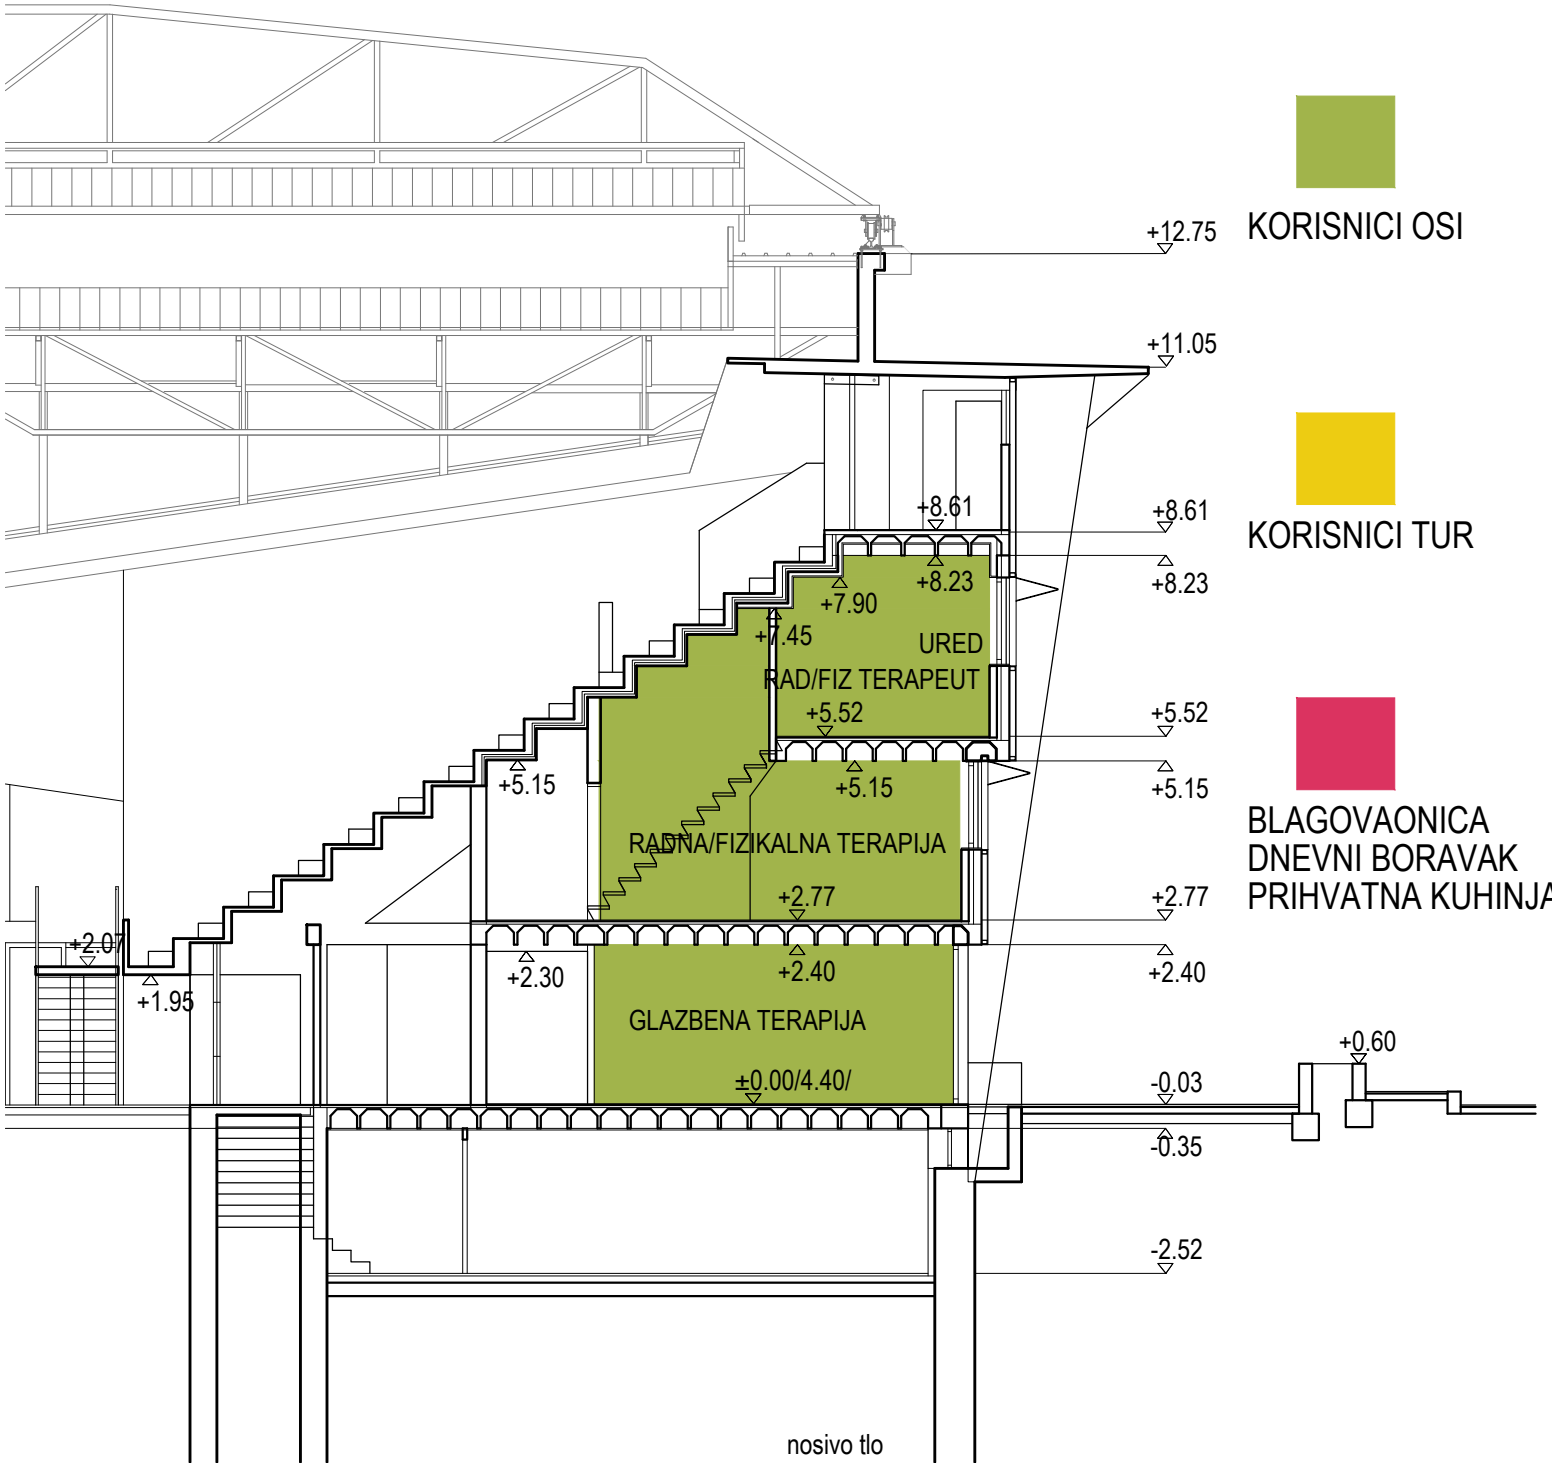 +12.75
KORISNICI OSI
+11.05
+8.61
+8.61
KORISNICI TUR
+8.23
+8.23
+7.90
+7.45
URED
RAD/FIZ TERAPEUT
+5.52
+5.52
+5.15
+5.15
+5.15
BLAGOVAONICA
DNEVNI BORAVAK
PRIHVATNA KUHINJA
RADNA/FIZIKALNA TERAPIJA
+2.77
+2.77
+2.07
+1.95
+2.30
+2.40
+2.40
GLAZBENA TERAPIJA
+0.60
±0.00/4.40/
-0.03
-0.35
-2.52
nosivo tlo